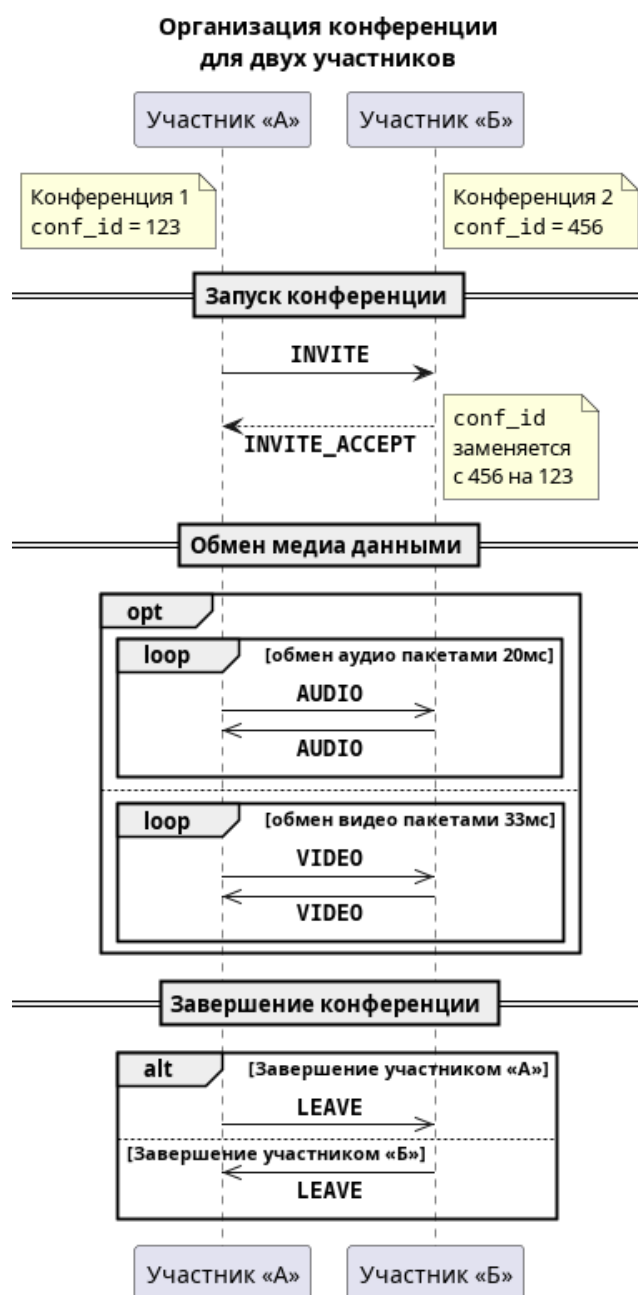 Организация конференции
для двух участников
Участник «А» Участник «Б»
Конференция 1
conf_id = 123
Конференция 2
conf_id = 456
Запуск конференции
INVITE
INVITE_ACCEPT
conf_id
заменяется
с 456 на 123
Обмен медиа данными
opt
loop [обмен аудио пакетами 20мс]
AUDIO
AUDIO
loop [обмен видео пакетами 33мс]
VIDEO
VIDEO
Завершение конференции
alt [Завершение участником «А»]
LEAVE
[Завершение участником «Б»]
LEAVE
Участник «А» Участник «Б»